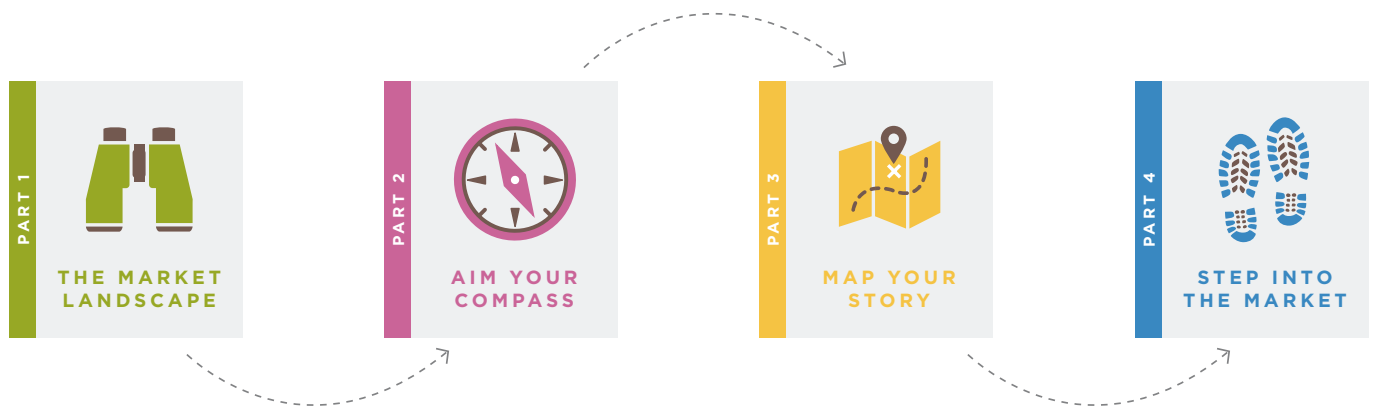 PART 1
THE MARKET
LANDSCAPE
PART 2
AIM YOUR
COMPASS
PART 3
MAP YOUR
STORY
PART 4
STEP INTO
THE MARKET